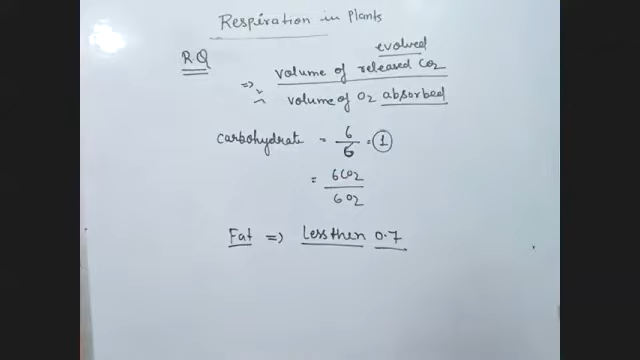 Respiration in Plants
RQ
evolved
=> volume of released CO2
volume of O2 absorbed
carbohydrate = 6/6 = 1
= 6CO2
6O2
Fat => Less then 0.7